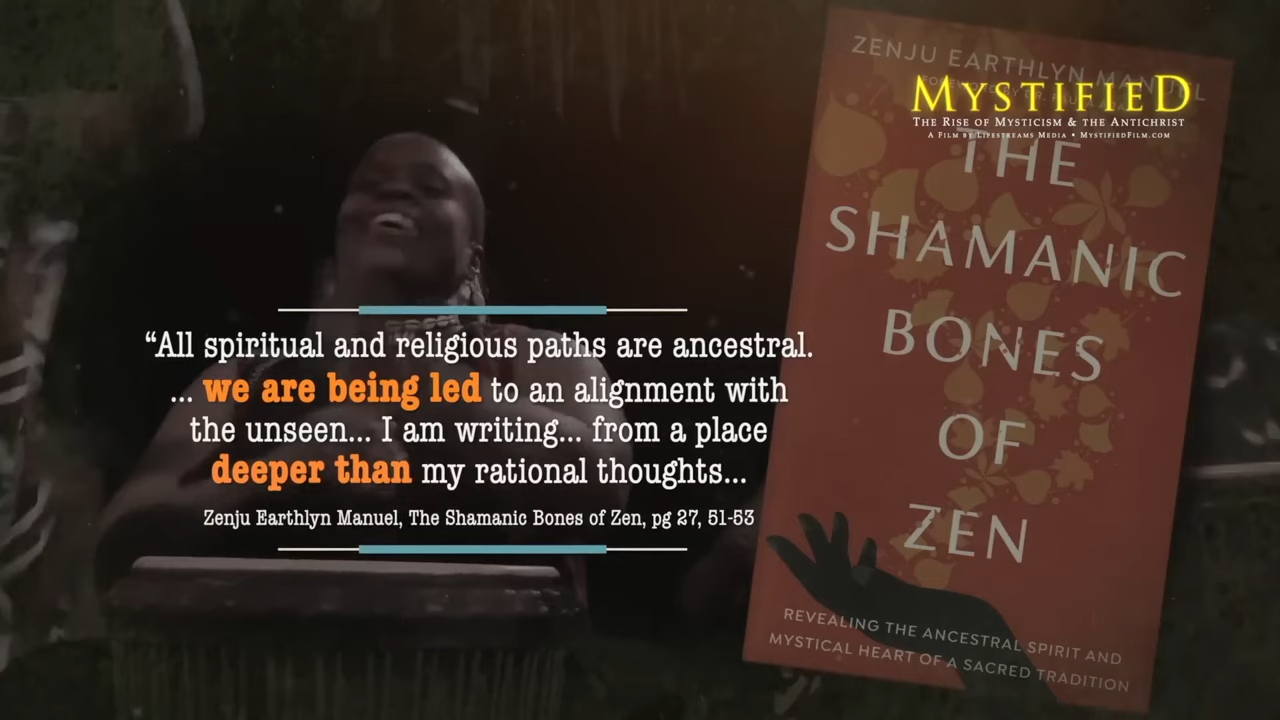 “All spiritual and religious paths are ancestral.
... we are being led to an alignment with
the unseen... I am writing... from a place
deeper than my rational thoughts...
Zenju Earthlyn Manuel, The Shamanic Bones of Zen, pg 27, 51-53
ZENJU EARTHLYN MANUEL
MYSTIFIED
THE RISE OF MYSTICISM & THE ANTICHRIST
A FILM BY LIFESTREAMS MEDIA • MYSTIFIEDFILM.COM
THE
SHAMANIC
BONES
OF
ZEN
REVEALING THE ANCESTRAL SPIRIT AND
MYSTICAL HEART OF A SACRED TRADITION